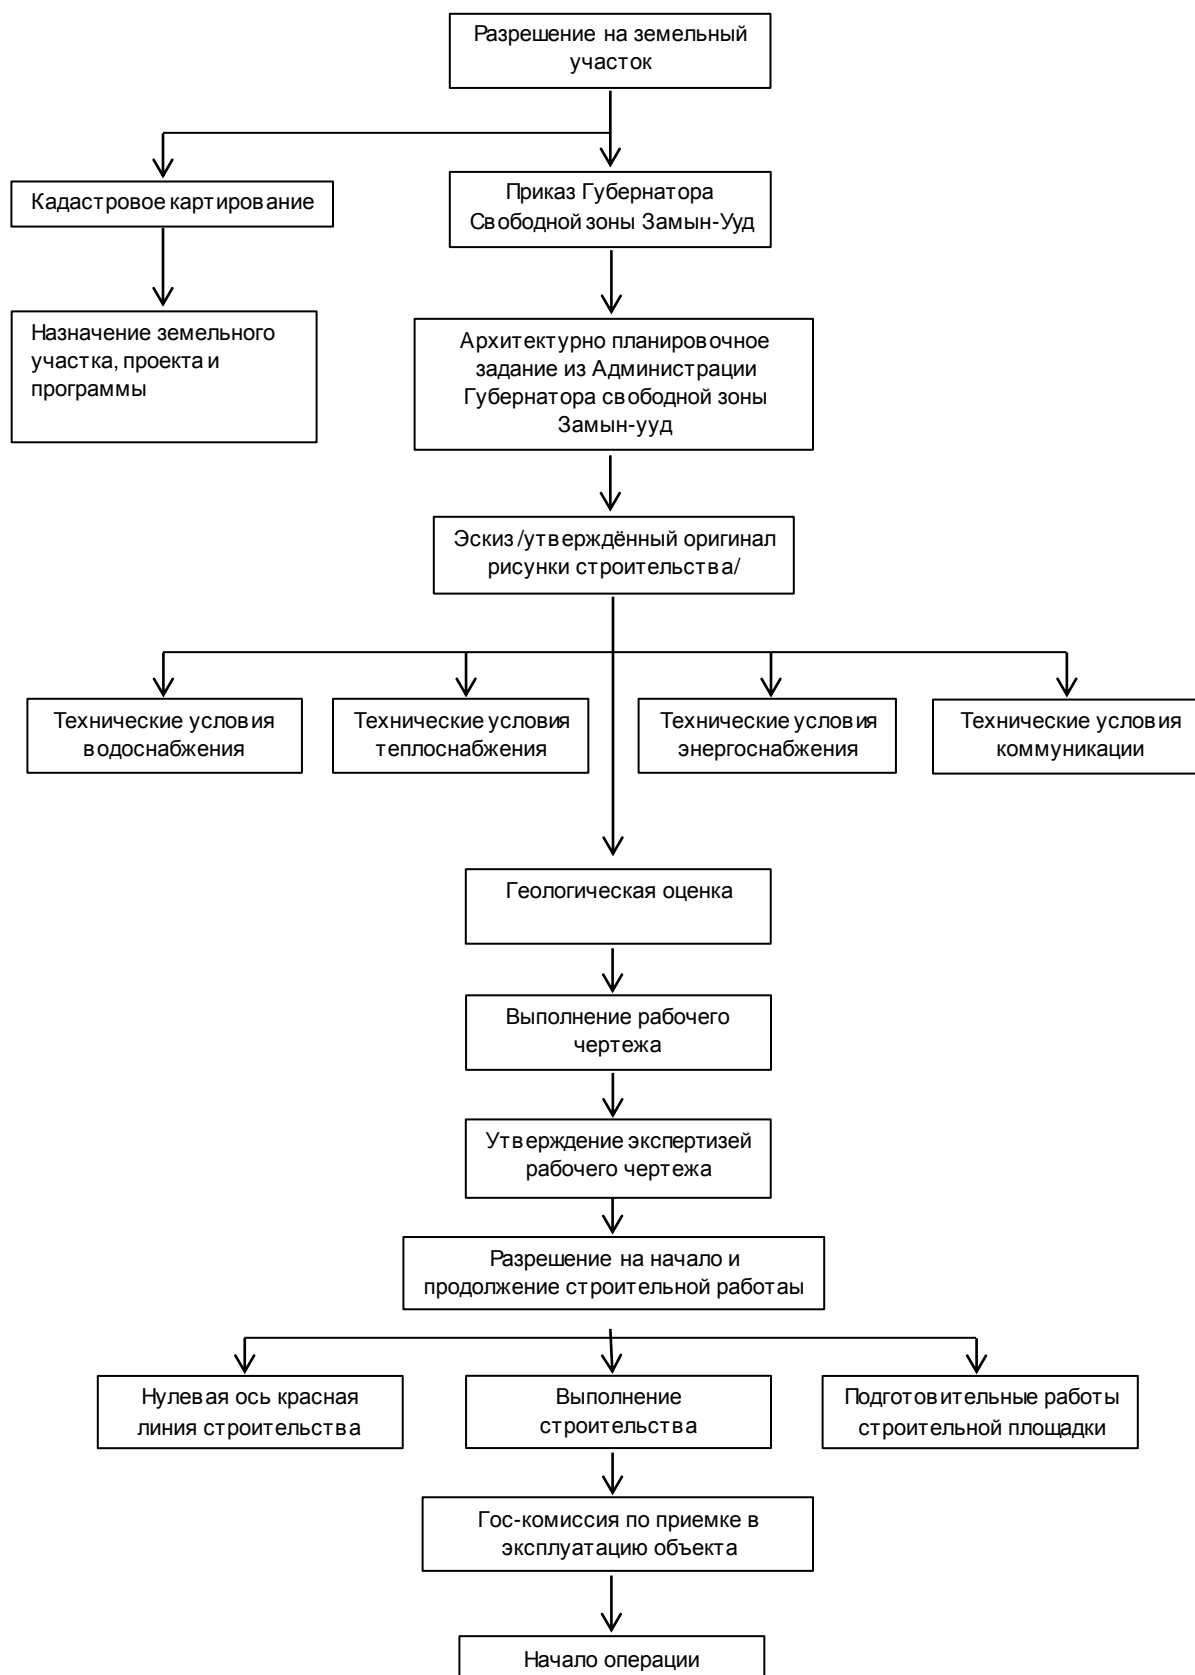 Разрешение на земельный
участок
Кадастровое картирование
Приказ Губернатора
Свободной зоны Замын-Ууд
Назначение земельного
участка, проекта и
программы
Архитектурно планировочное
задание из Администрации
Губернатора свободной зоны
Замын-ууд
Эскиз /утверждённый оригинал
рисунки строительства/
Технические условия
водоснабжения
Технические условия
теплоснабжения
Технические условия
энергоснабжения
Технические условия
коммуникации
Геологическая оценка
Выполнение рабочего
чертежа
Утверждение экспертизей
рабочего чертежа
Разрешение на начало и
продолжение строительной работаы
Нулевая ось красная
линия строительства
Выполнение
строительства
Подготовительные работы
строительной площадки
Гос-комиссия по приемке в
эксплуатацию объекта
Начало операции